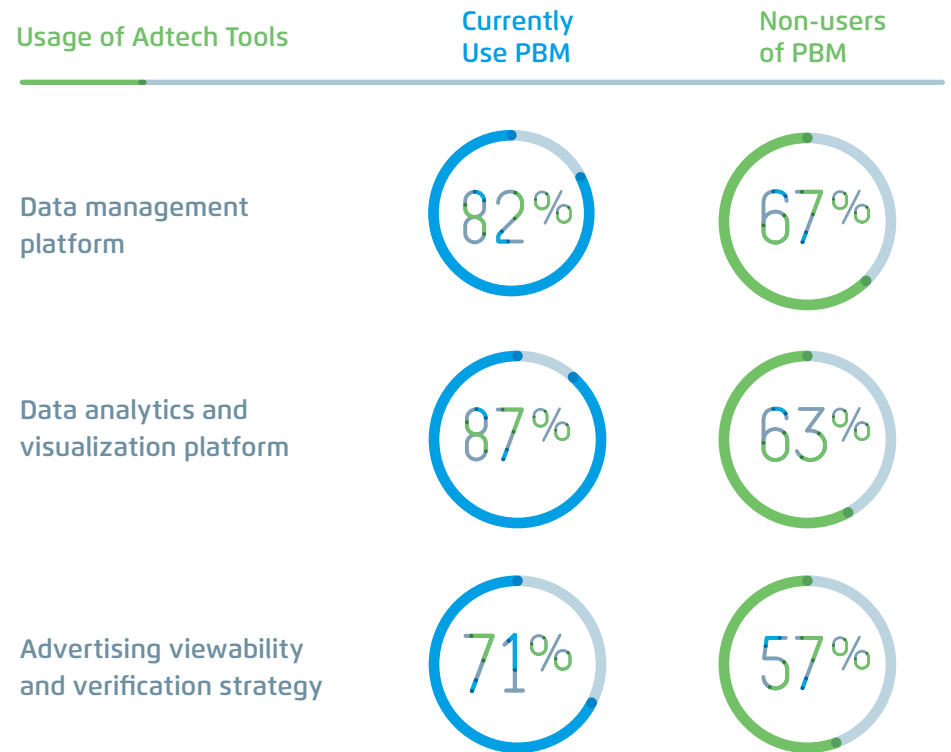 Usage of Adtech Tools
Currently
Use PBM
Non-users
of PBM
Data management
platform
82%
67%
Data analytics and
visualization platform
87%
63%
Advertising viewability
and verification strategy
71%
57%